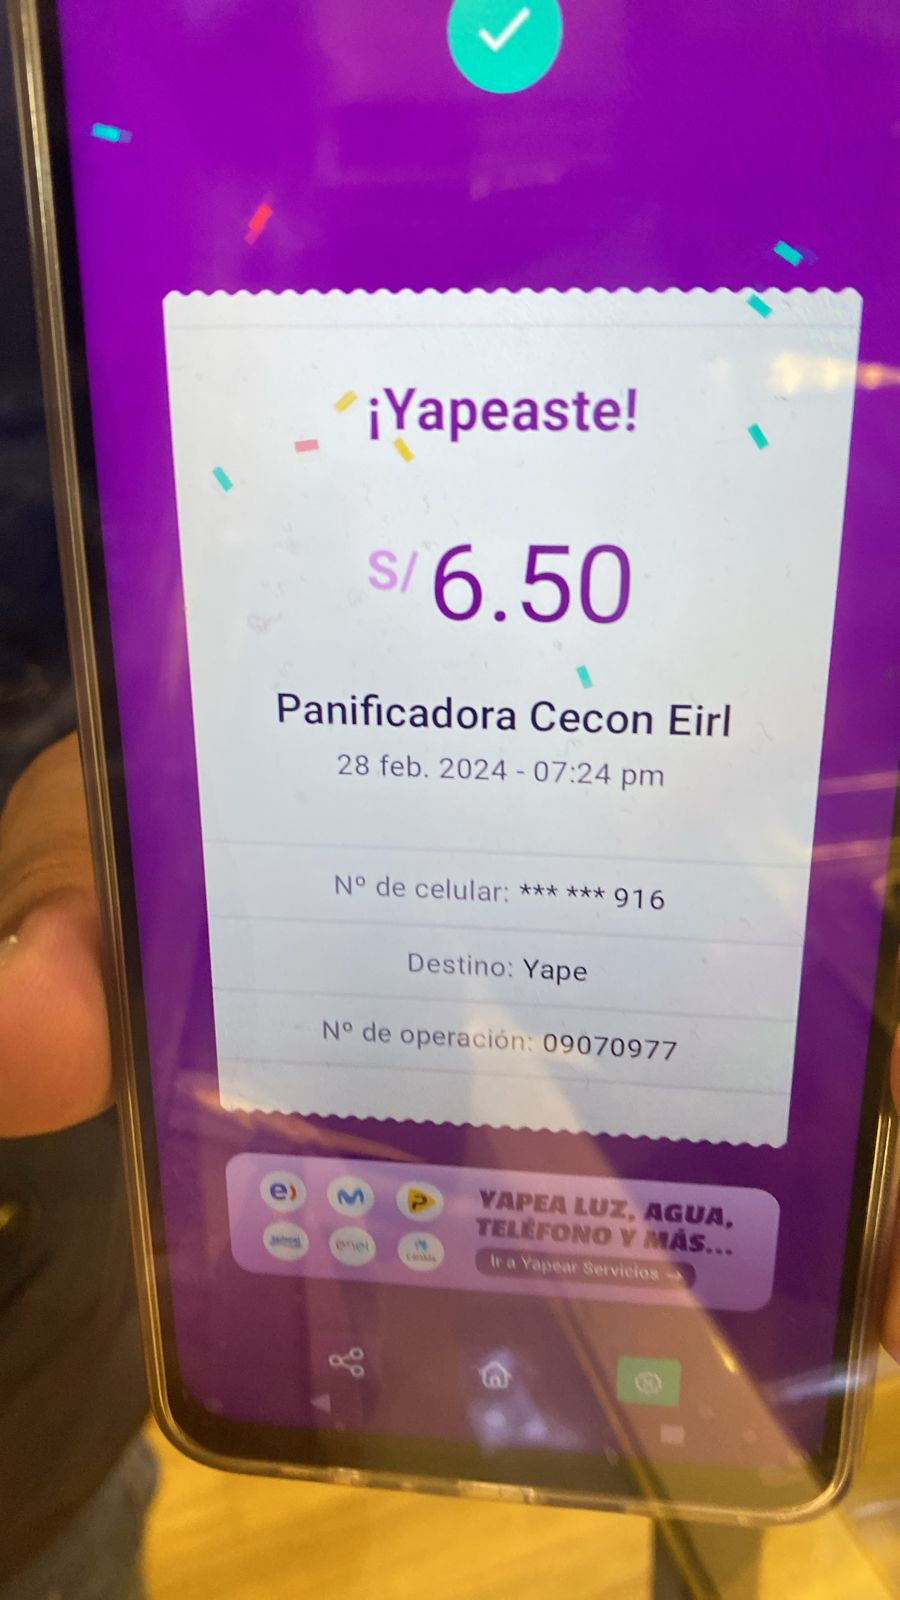 ¡Yapeaste!
S/ 6.50
Panificadora Cecon Eirl
28 feb. 2024 - 07:24 pm
Nº de celular: *** *** 916
Destino: Yape
Nº de operación: 09070977
e)
enel
YAPEA LUZ, AGUA,
TELÉFONO Y MÁS...
Ir a Yapear Servicios →